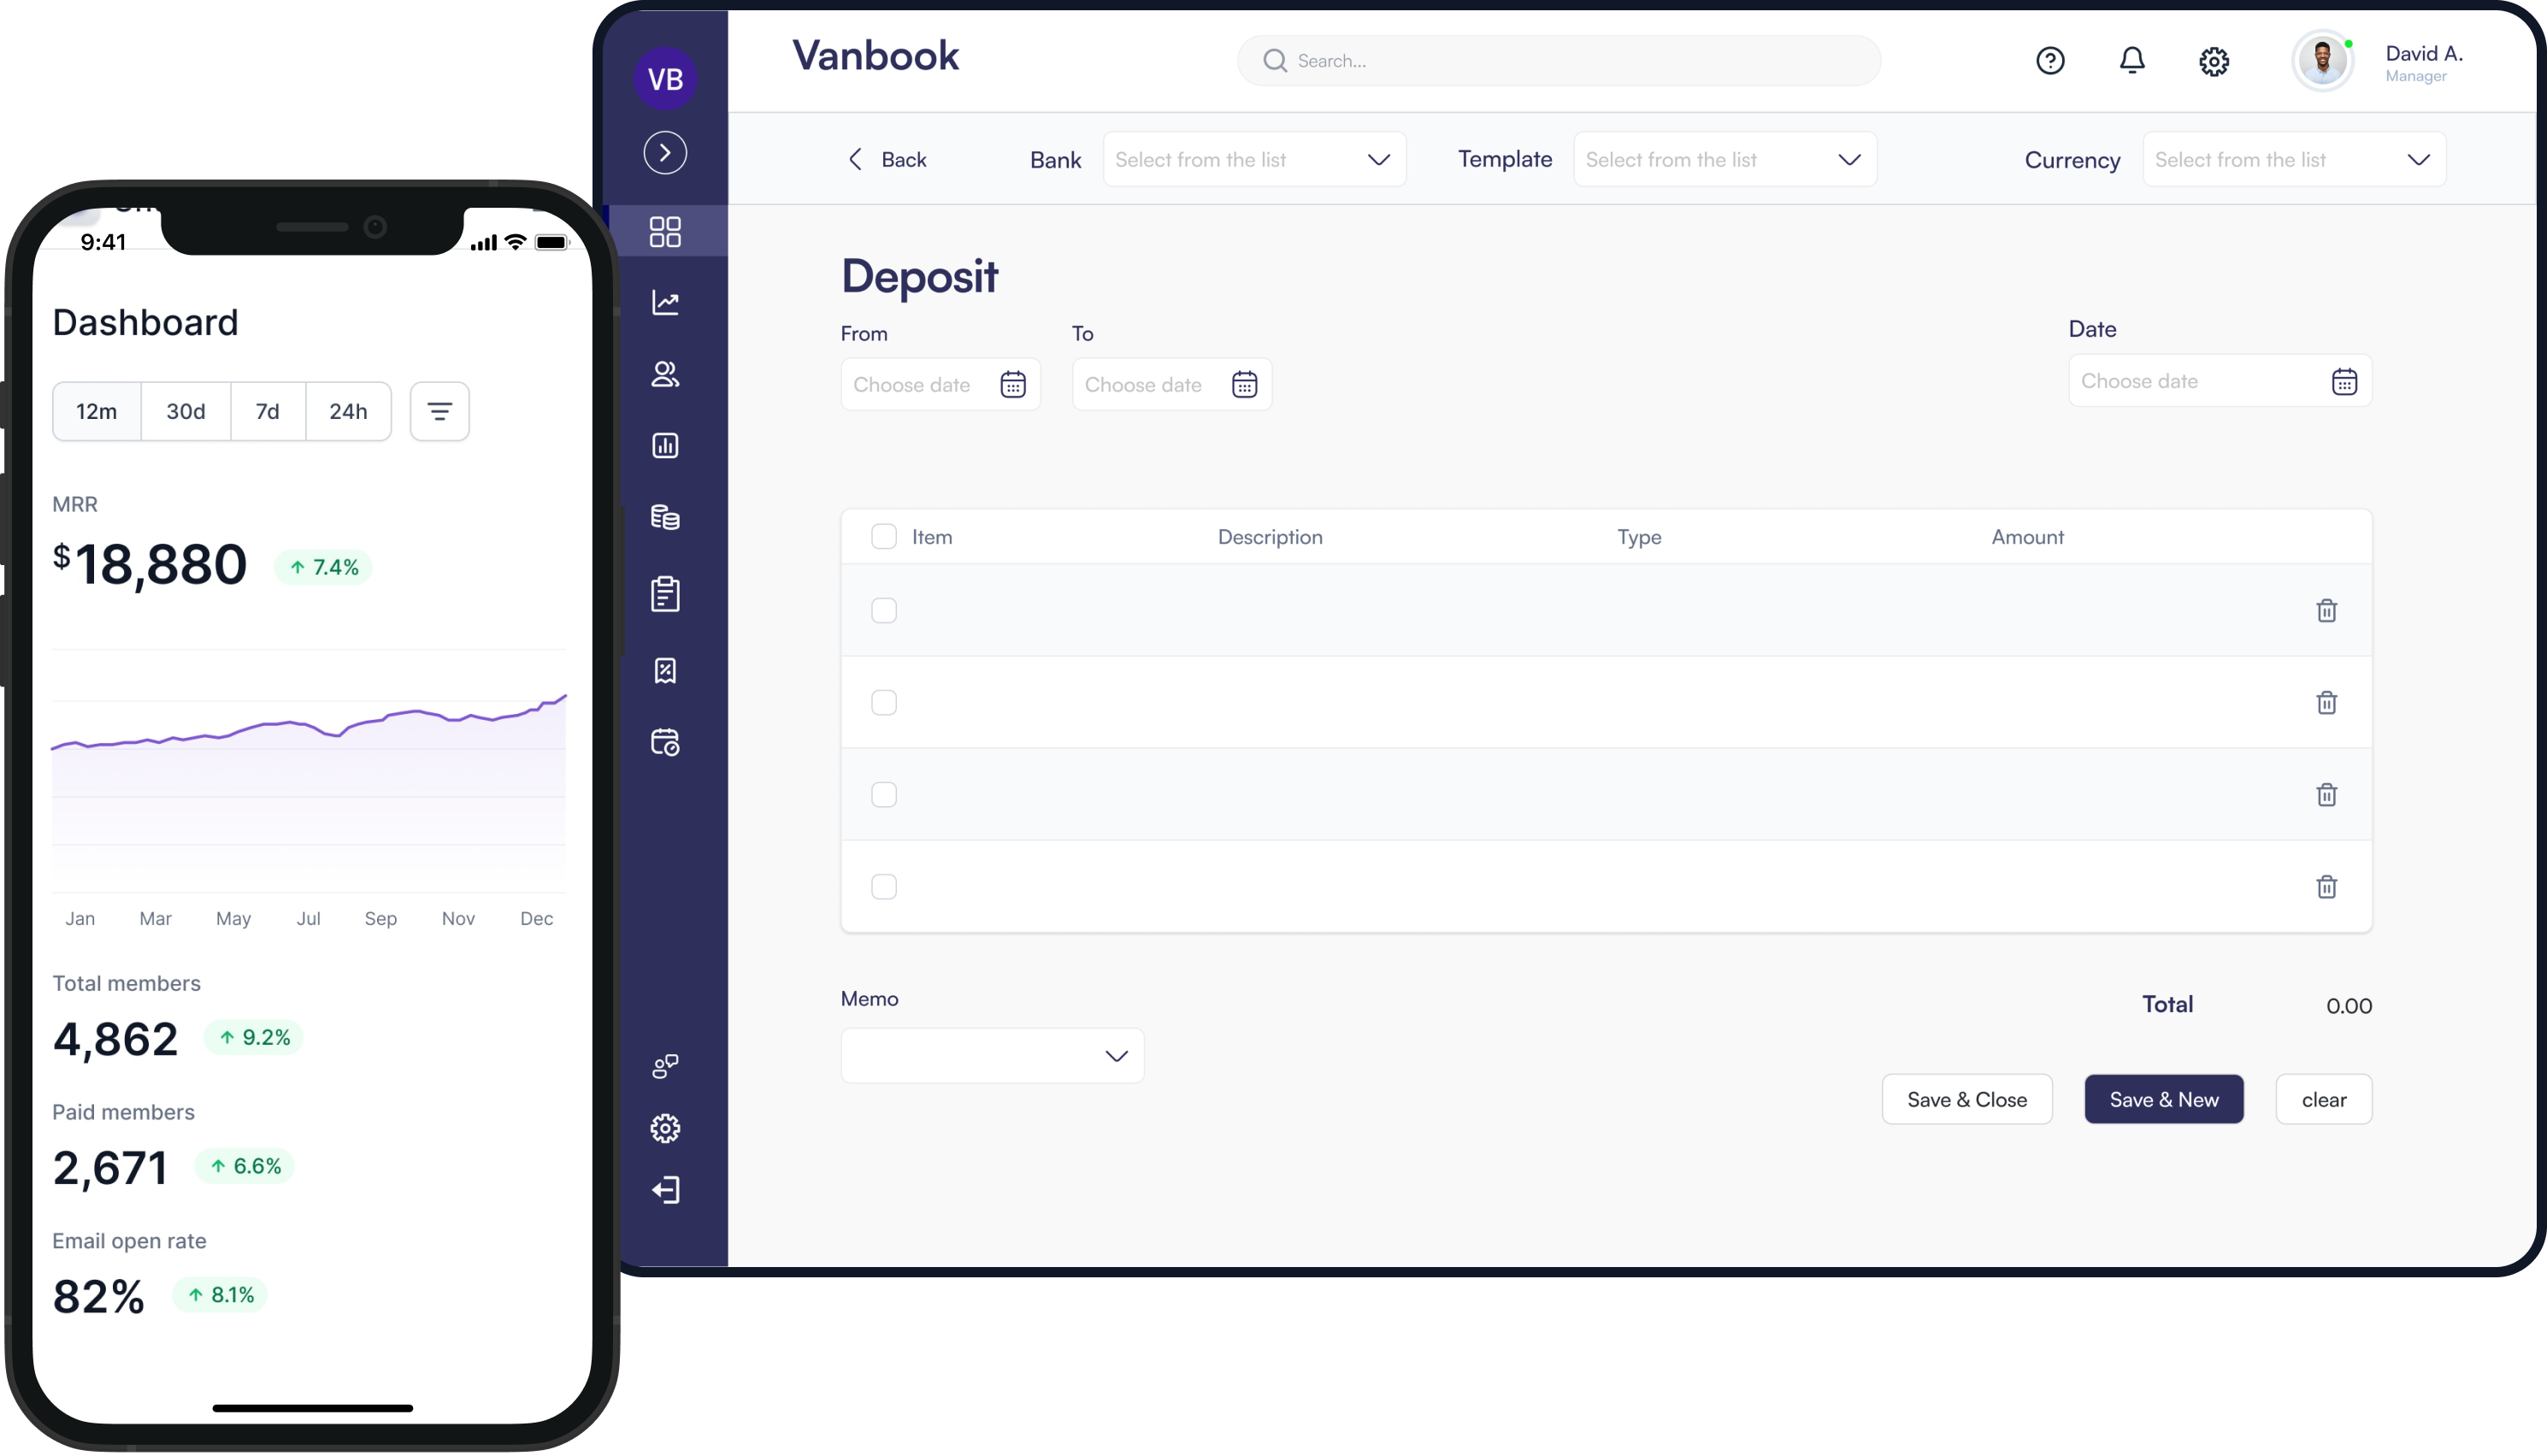 VB
Vanbook
Search...
David A.
Manager
Back
Bank
Select from the list
Template
Select from the list
Currency
Select from the list
Deposit
From
To
Date
Choose date
Choose date
Choose date
Item Description Type Amount
Memo
Total 0.00
Save & Close
Save & New
clear
9:41
Dashboard
12m 30d 7d 24h
MRR
$18,880
7.4%
Jan Mar May Jul Sep Nov Dec
Total members
4,862
9.2%
Paid members
2,671
6.6%
Email open rate
82%
8.1%